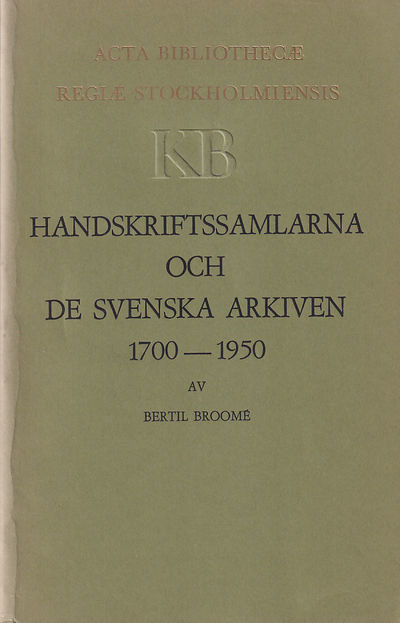 ACTA BIBLIOTHECÆ
REGIÆ STOCKHOLMIENSIS
KB
HANDSKRIFTSSAMLARNA
OCH
DE SVENSKA ARKIVEN
1700 — 1950
AV
BERTIL BROOMÉ